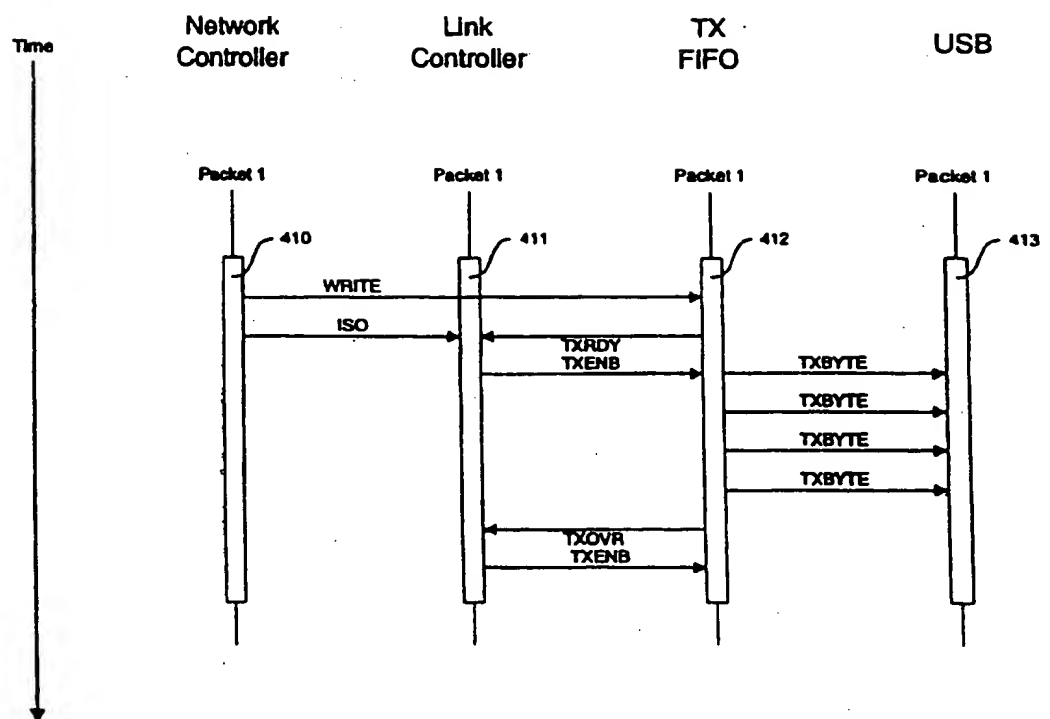 Time
Network
Controller
Link
Controller
TX
FIFO
USB
Packet 1
Packet 1
Packet 1
Packet 1
410
411
412
413
WRITE
ISO
TXRDY
TXENB
TXBYTE
TXBYTE
TXBYTE
TXBYTE
TXOVR
TXENB